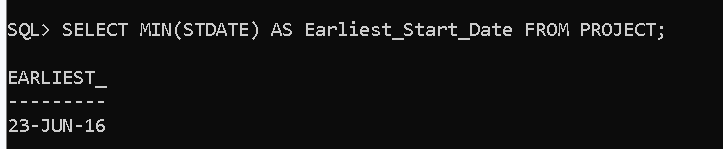 SQL> SELECT MIN(STDATE) AS Earliest_Start_Date FROM PROJECT;
EARLIEST_
---------
23-JUN-16